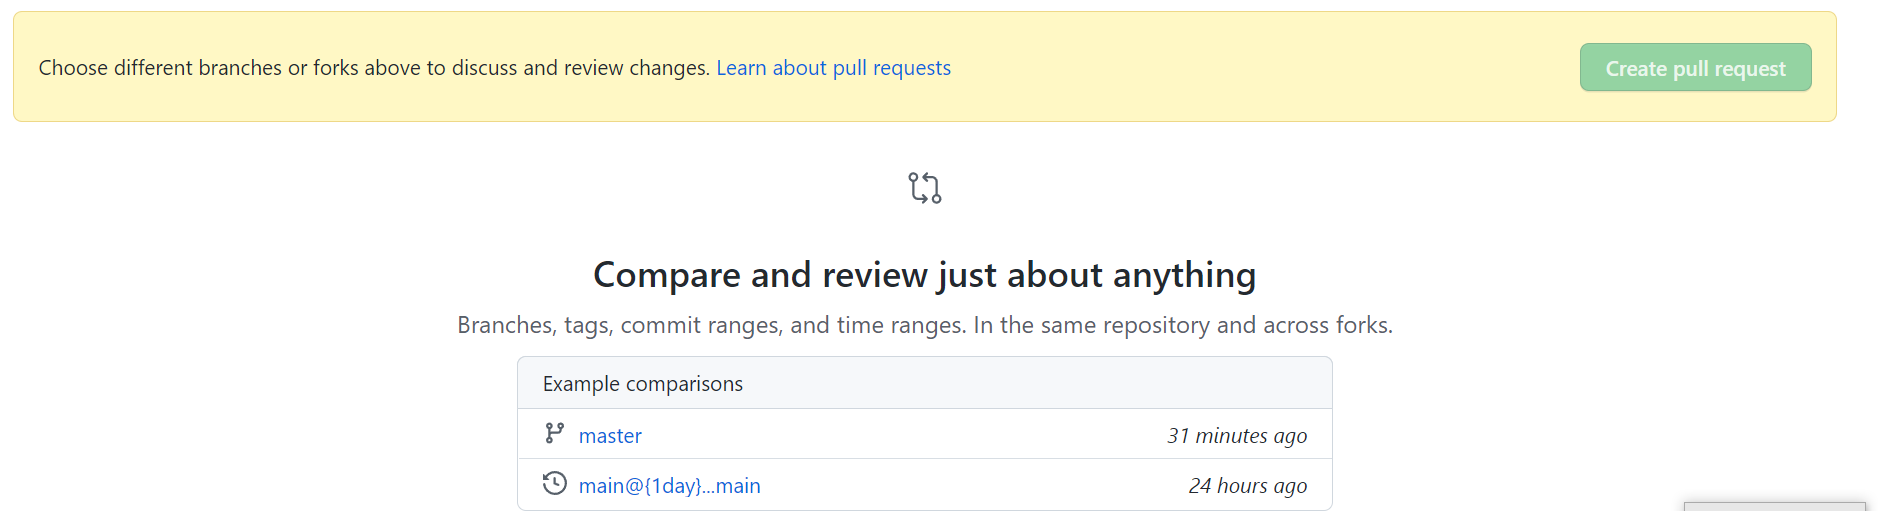 Choose different branches or forks above to discuss and review changes. Learn about pull requests
Create pull request
Compare and review just about anything
Branches, tags, commit ranges, and time ranges. In the same repository and across forks.
Example comparisons
master 31 minutes ago
main@{1day}...main 24 hours ago